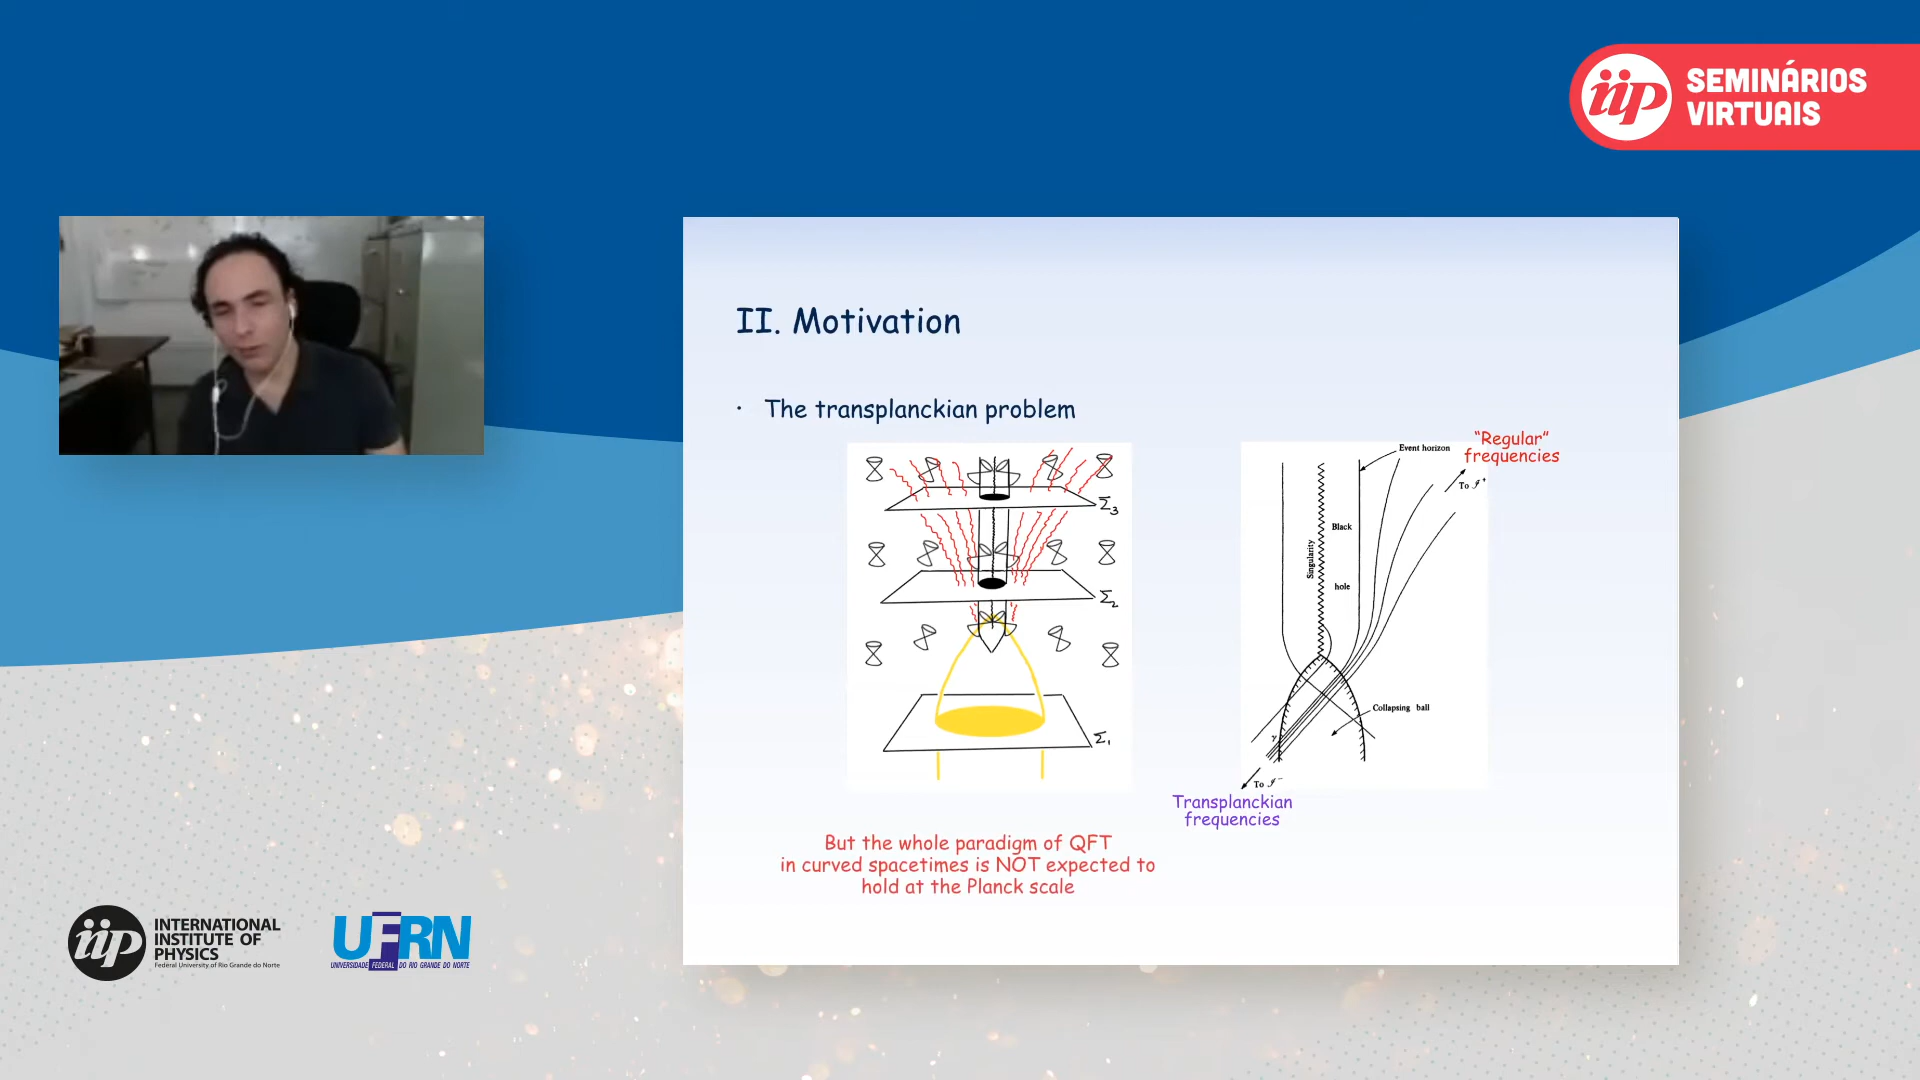 iip
SEMINÁRIOS
VIRTUAIS
II. Motivation
· The transplanckian problem
Σ3
Σ2
Σ1
Event horizon
"Regular"
frequencies
To 𝓘⁺
Black
hole
Singularity
Collapsing ball
γ
To 𝓘⁻
Transplanckian
frequencies
But the whole paradigm of QFT
in curved spacetimes is NOT expected to
hold at the Planck scale
iip
INTERNATIONAL
INSTITUTE OF
PHYSICS
Federal University of Rio Grande do Norte
UFRN
UNIVERSIDADE FEDERAL DO RIO GRANDE DO NORTE